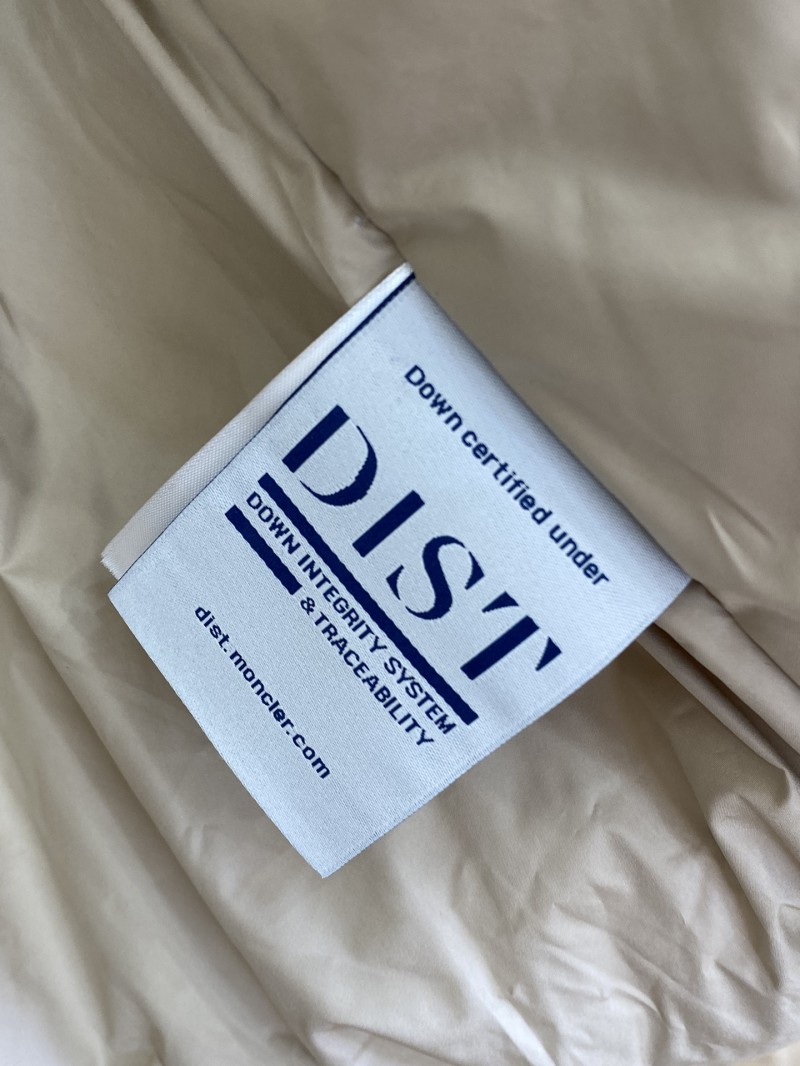 Down certified under
DIST
DOWN INTEGRITY SYSTEM
& TRACEABILITY
dist.moncler.com